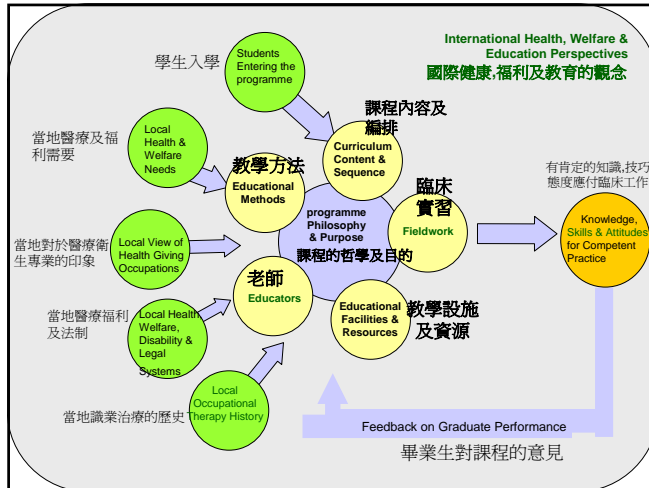 International Health, Welfare &
Education Perspectives
國際健康,福利及教育的觀念
學生入學
Students
Entering the
programme
課程內容及
編排
Curriculum
Content &
Sequence
當地醫療及福
利需要
Local
Health &
Welfare
Needs
教學方法
Educational
Methods
臨床
實習
Fieldwork
有肯定的知識,技巧
態度應付臨床工作
Knowledge,
Skills & Attitudes
for Competent
Practice
programme
Philosophy
& Purpose
課程的哲學及目的
當地對於醫療衛
生專業的印象
Local View of
Health Giving
Occupations
老師
Educators
Educational
Facilities &
Resources
教學設施
及資源
當地醫療福利
及法制
Local Health,
Welfare,
Disability &
Legal
Systems
當地職業治療的歷史
Local
Occupational
Therapy History
Feedback on Graduate Performance
畢業生對課程的意見